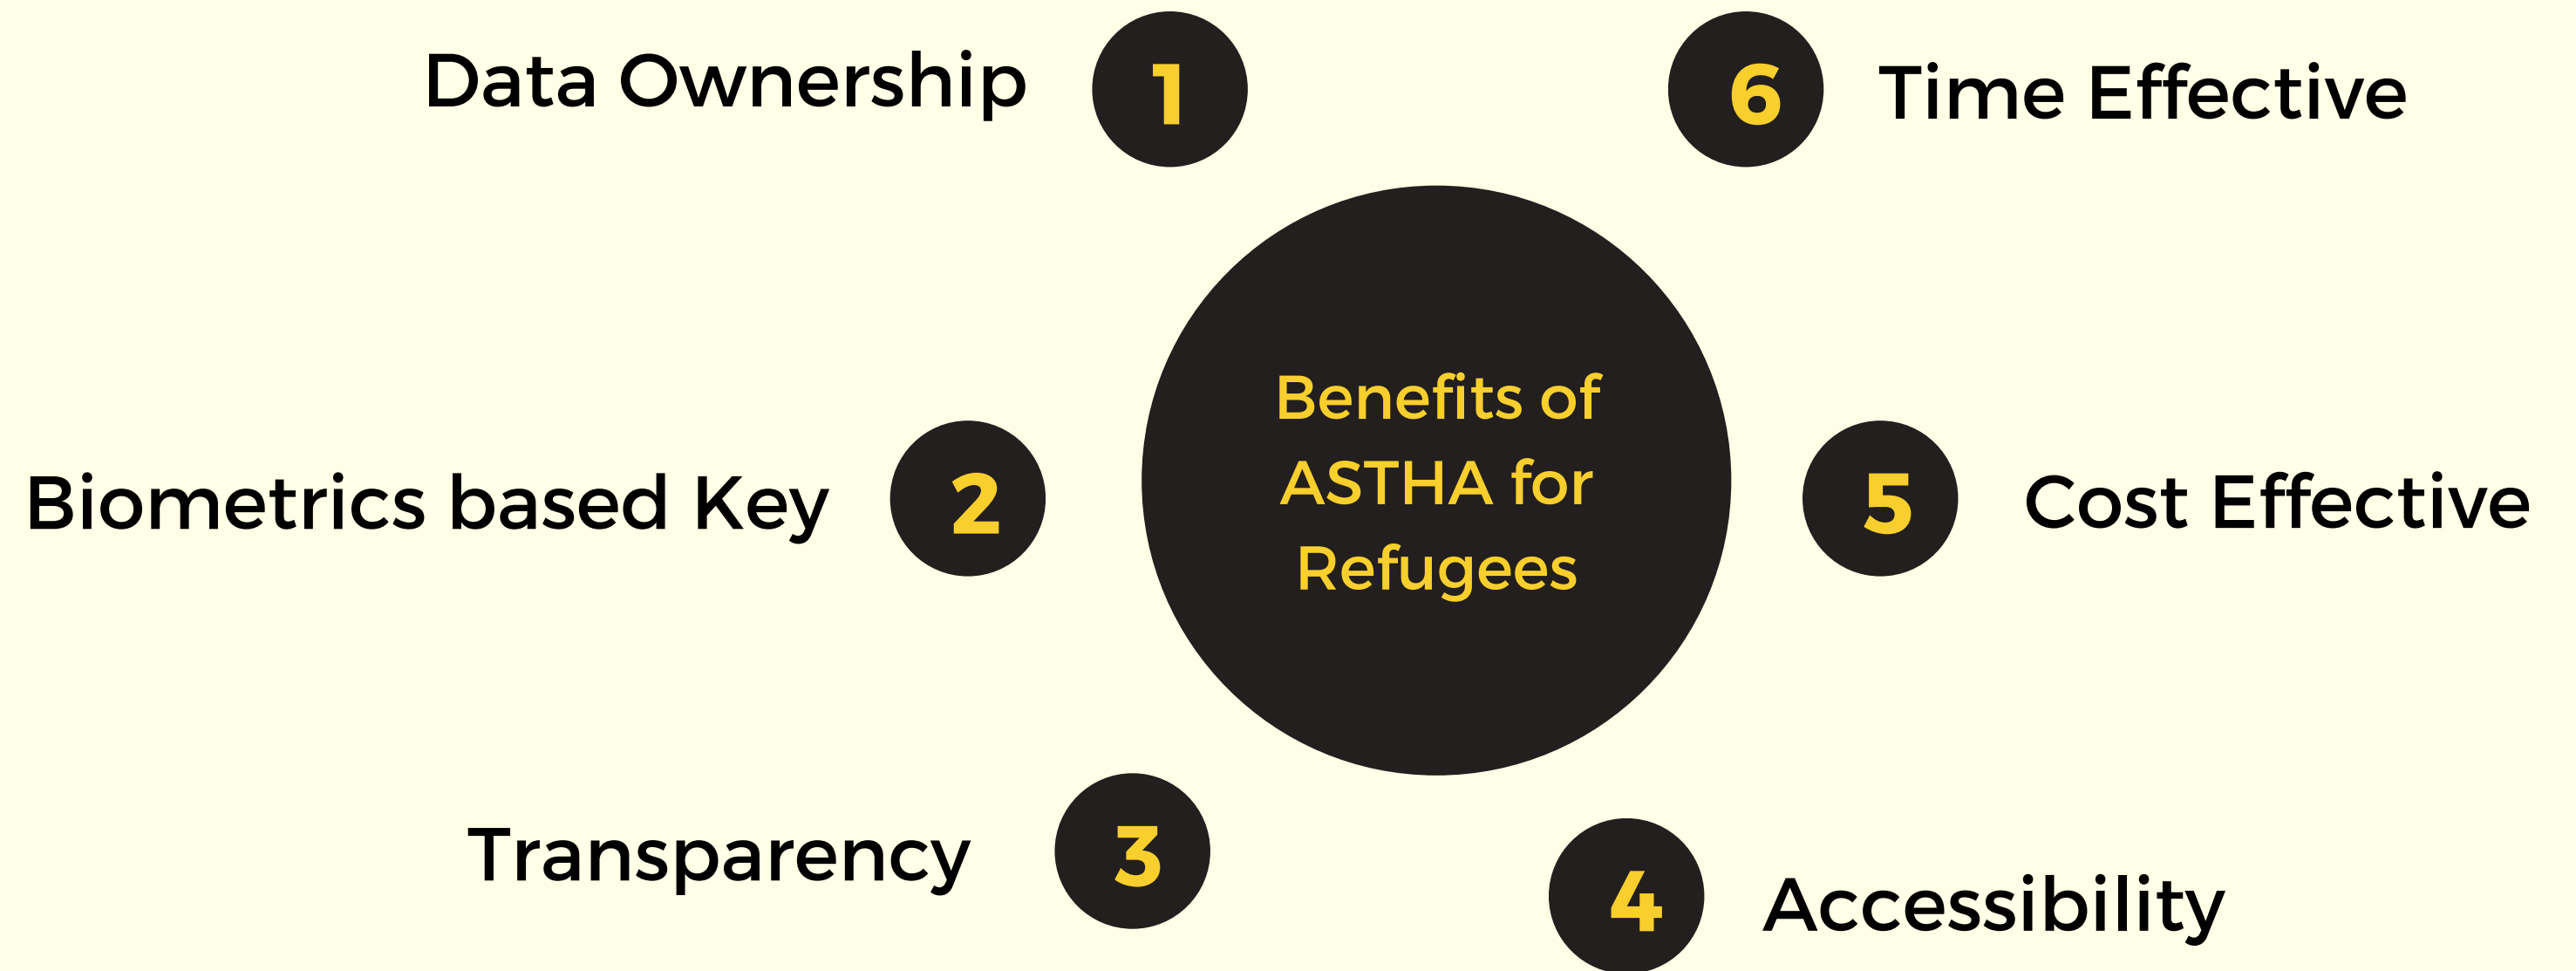 Data Ownership
1
6
Time Effective
Benefits of
ASTHA for
Refugees
Biometrics based Key
2
5
Cost Effective
Transparency
3
4
Accessibility